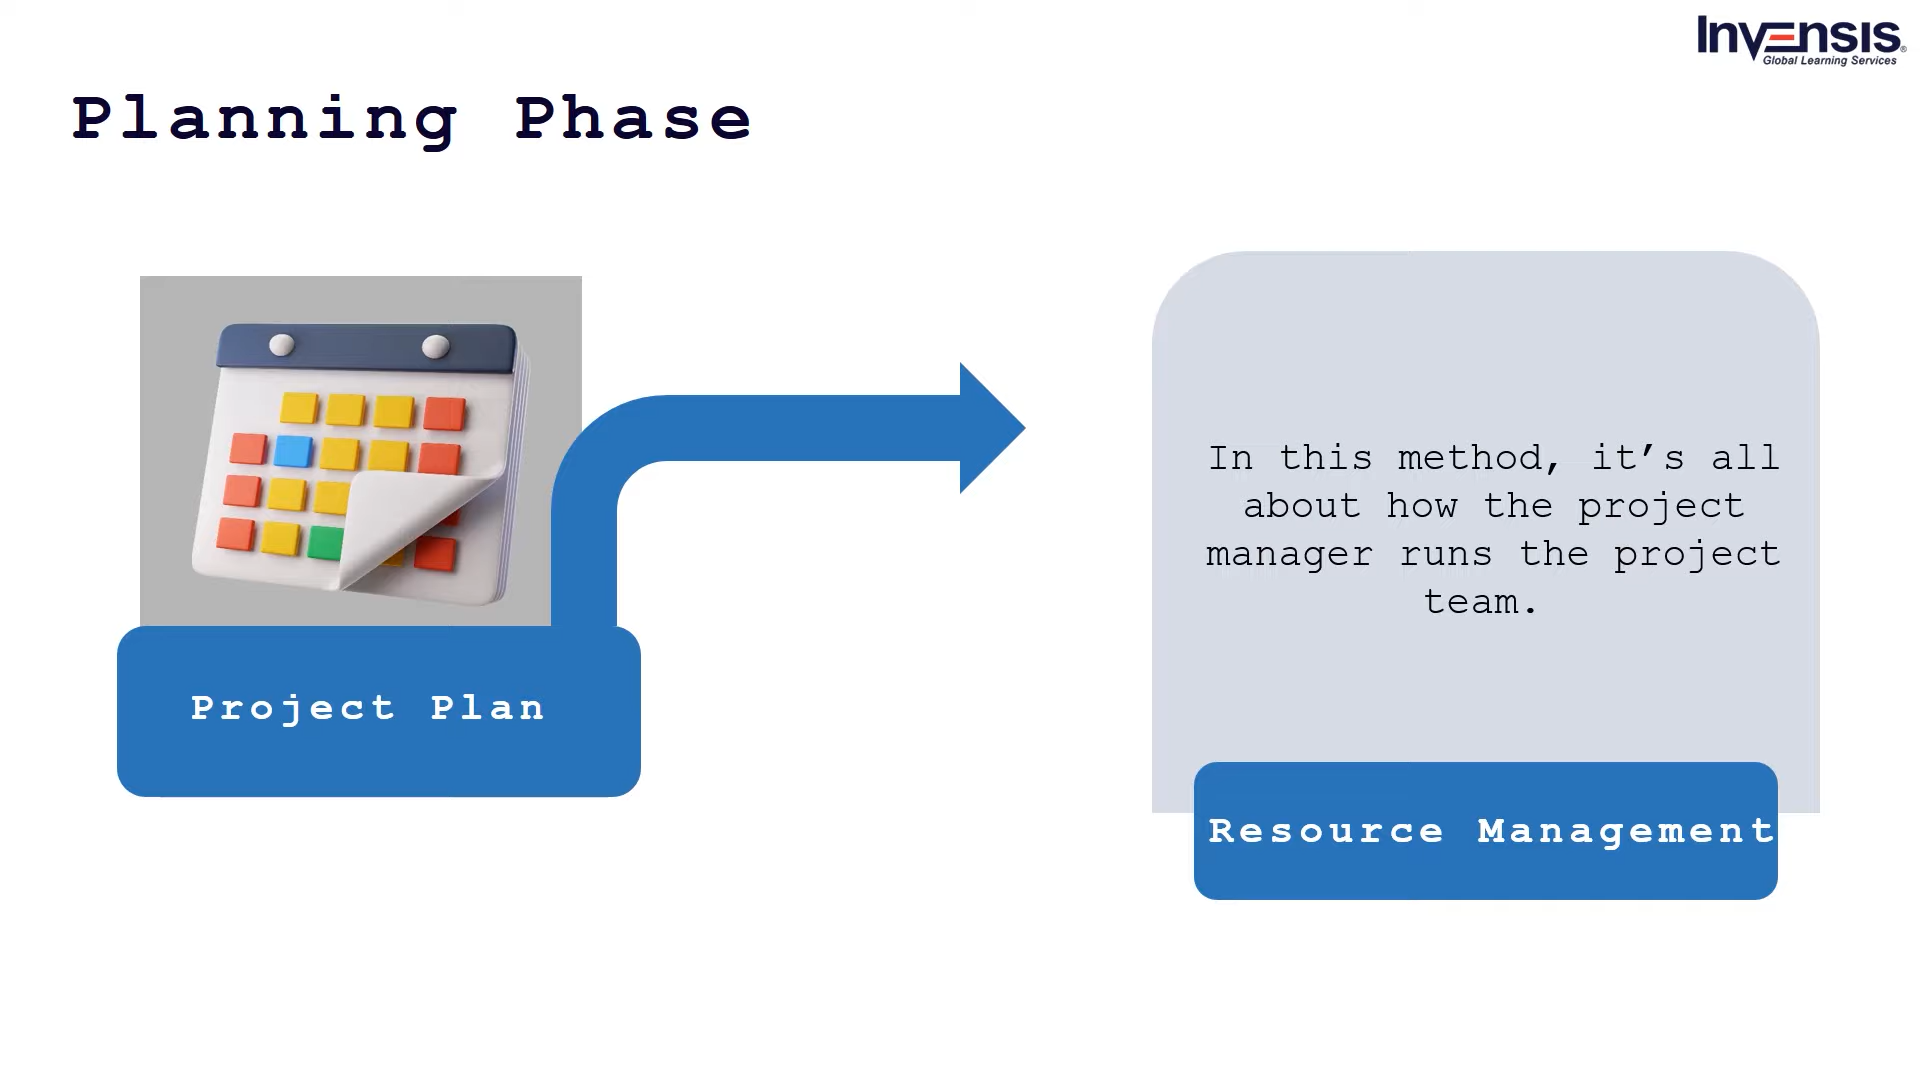 Invensis®
Global Learning Services
Planning Phase
In this method, it’s all
about how the project
manager runs the project
team.
Project Plan
Resource Management